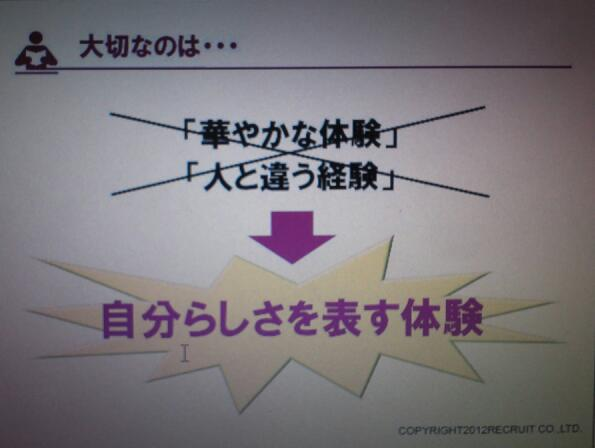 大切なのは・・・
「華やかな体験」
「人と違う経験」
自分らしさを表す体験
COPYRIGHT2012RECRUIT CO.,LTD.